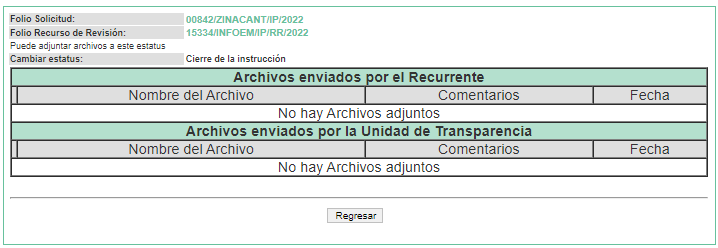 Folio Solicitud: 00842/ZINACANT/IP/2022
Folio Recurso de Revisión: 15334/INFOEM/IP/RR/2022
Puede adjuntar archivos a este estatus
Cambiar estatus: Cierre de la instrucción
Archivos enviados por el Recurrente
Nombre del Archivo Comentarios Fecha
No hay Archivos adjuntos
Archivos enviados por la Unidad de Transparencia
Nombre del Archivo Comentarios Fecha
No hay Archivos adjuntos
Regresar